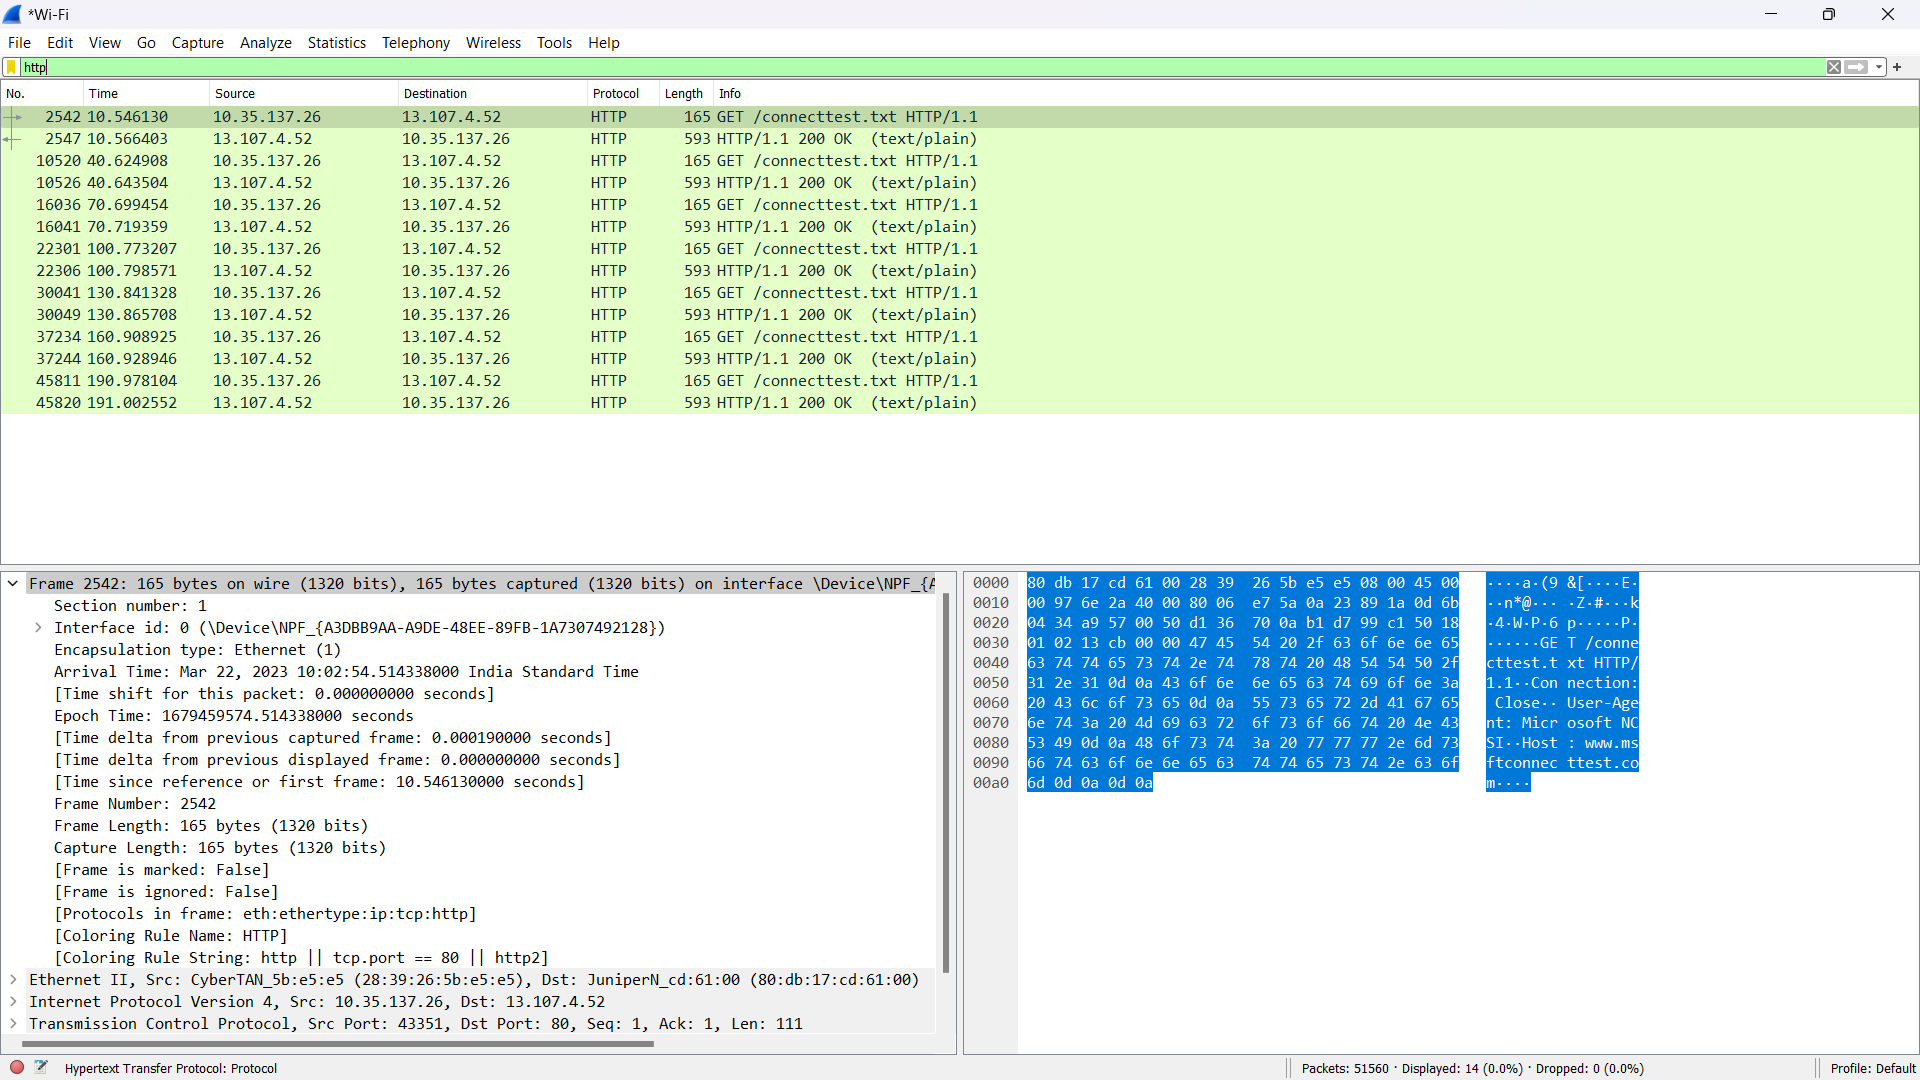 *Wi-Fi
File Edit View Go Capture Analyze Statistics Telephony Wireless Tools Help
http
No. Time Source Destination Protocol Length Info
2542 10.546130 10.35.137.26 13.107.4.52 HTTP 165 GET /connecttest.txt HTTP/1.1
2547 10.566403 13.107.4.52 10.35.137.26 HTTP 593 HTTP/1.1 200 OK (text/plain)
10520 40.624908 10.35.137.26 13.107.4.52 HTTP 165 GET /connecttest.txt HTTP/1.1
10526 40.643504 13.107.4.52 10.35.137.26 HTTP 593 HTTP/1.1 200 OK (text/plain)
16036 70.699454 10.35.137.26 13.107.4.52 HTTP 165 GET /connecttest.txt HTTP/1.1
16041 70.719359 13.107.4.52 10.35.137.26 HTTP 593 HTTP/1.1 200 OK (text/plain)
22301 100.773207 10.35.137.26 13.107.4.52 HTTP 165 GET /connecttest.txt HTTP/1.1
22306 100.798571 13.107.4.52 10.35.137.26 HTTP 593 HTTP/1.1 200 OK (text/plain)
30041 130.841328 10.35.137.26 13.107.4.52 HTTP 165 GET /connecttest.txt HTTP/1.1
30049 130.865708 13.107.4.52 10.35.137.26 HTTP 593 HTTP/1.1 200 OK (text/plain)
37234 160.908925 10.35.137.26 13.107.4.52 HTTP 165 GET /connecttest.txt HTTP/1.1
37244 160.928946 13.107.4.52 10.35.137.26 HTTP 593 HTTP/1.1 200 OK (text/plain)
45811 190.978104 10.35.137.26 13.107.4.52 HTTP 165 GET /connecttest.txt HTTP/1.1
45820 191.002552 13.107.4.52 10.35.137.26 HTTP 593 HTTP/1.1 200 OK (text/plain)
Frame 2542: 165 bytes on wire (1320 bits), 165 bytes captured (1320 bits) on interface \Device\NPF_{A
Section number: 1
Interface id: 0 (\Device\NPF_{A3DBB9AA-A9DE-48EE-89FB-1A7307492128})
Encapsulation type: Ethernet (1)
Arrival Time: Mar 22, 2023 10:02:54.514338000 India Standard Time
[Time shift for this packet: 0.000000000 seconds]
Epoch Time: 1679459574.514338000 seconds
[Time delta from previous captured frame: 0.000190000 seconds]
[Time delta from previous displayed frame: 0.000000000 seconds]
[Time since reference or first frame: 10.546130000 seconds]
Frame Number: 2542
Frame Length: 165 bytes (1320 bits)
Capture Length: 165 bytes (1320 bits)
[Frame is marked: False]
[Frame is ignored: False]
[Protocols in frame: eth:ethertype:ip:tcp:http]
[Coloring Rule Name: HTTP]
[Coloring Rule String: http || tcp.port == 80 || http2]
Ethernet II, Src: CyberTAN_5b:e5:e5 (28:39:26:5b:e5:e5), Dst: JuniperN_cd:61:00 (80:db:17:cd:61:00)
Internet Protocol Version 4, Src: 10.35.137.26, Dst: 13.107.4.52
Transmission Control Protocol, Src Port: 43351, Dst Port: 80, Seq: 1, Ack: 1, Len: 111
0000 80 db 17 cd 61 00 28 39 26 5b e5 e5 08 00 45 00 ····a·(9 &[····E·
0010 00 97 6e 2a 40 00 80 06 e7 5a 0a 23 89 1a 0d 6b ··n*@··· ·Z·#···k
0020 04 34 a9 57 00 50 d1 36 70 0a b1 d7 99 c1 50 18 ·4·W·P·6 p·····P·
0030 01 02 13 cb 00 00 47 45 54 20 2f 63 6f 6e 6e 65 ······GE T /conne
0040 63 74 74 65 73 74 2e 74 78 74 20 48 54 54 50 2f cttest.t xt HTTP/
0050 31 2e 31 0d 0a 43 6f 6e 6e 65 63 74 69 6f 6e 3a 1.1··Con nection:
0060 20 43 6c 6f 73 65 0d 0a 55 73 65 72 2d 41 67 65 Close·· User-Age
0070 6e 74 3a 20 4d 69 63 72 6f 73 6f 66 74 20 4e 43 nt: Micr osoft NC
0080 53 49 0d 0a 48 6f 73 74 3a 20 77 77 77 2e 6d 73 SI··Host : www.ms
0090 66 74 63 6f 6e 6e 65 63 74 74 65 73 74 2e 63 6f ftconnec ttest.co
00a0 6d 0d 0a 0d 0a m····
Hypertext Transfer Protocol: Protocol
Packets: 51560 · Displayed: 14 (0.0%) · Dropped: 0 (0.0%)
Profile: Default